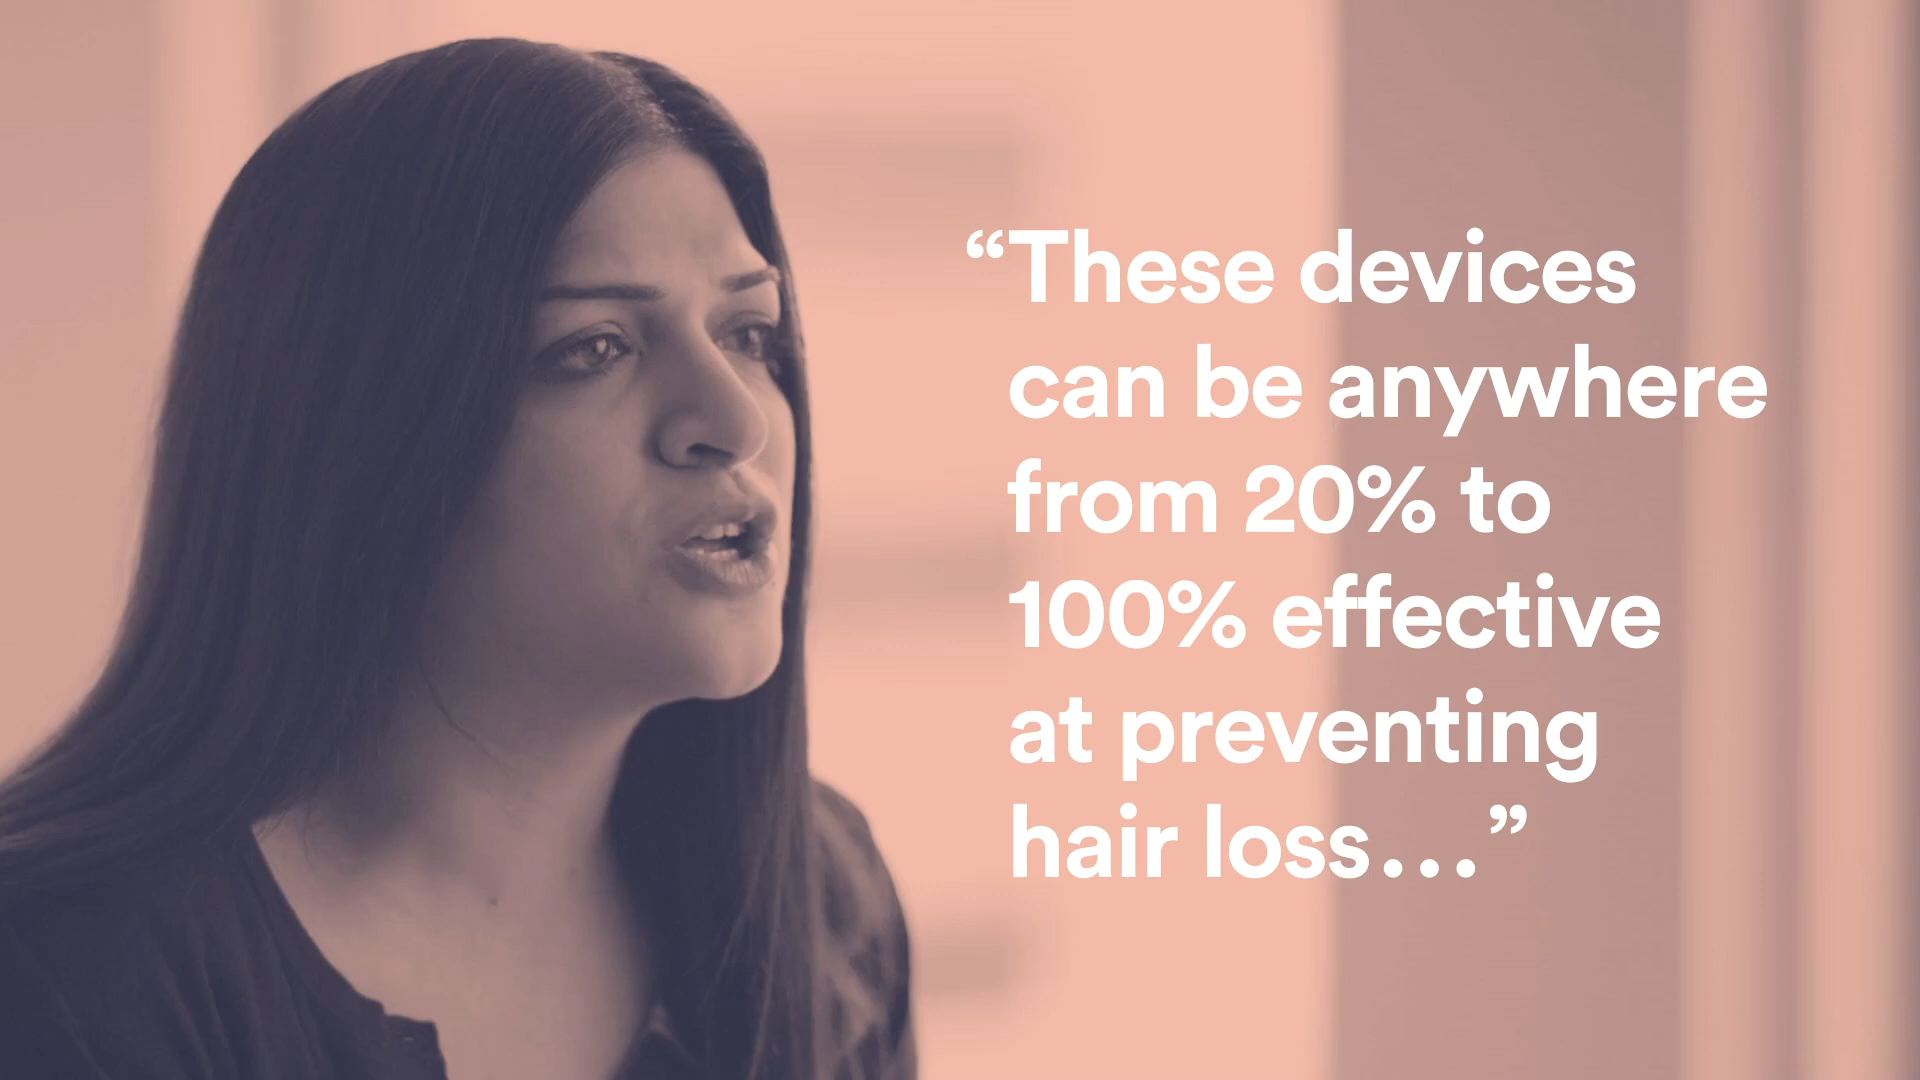 “These devices
can be anywhere
from 20% to
100% effective
at preventing
hair loss…”